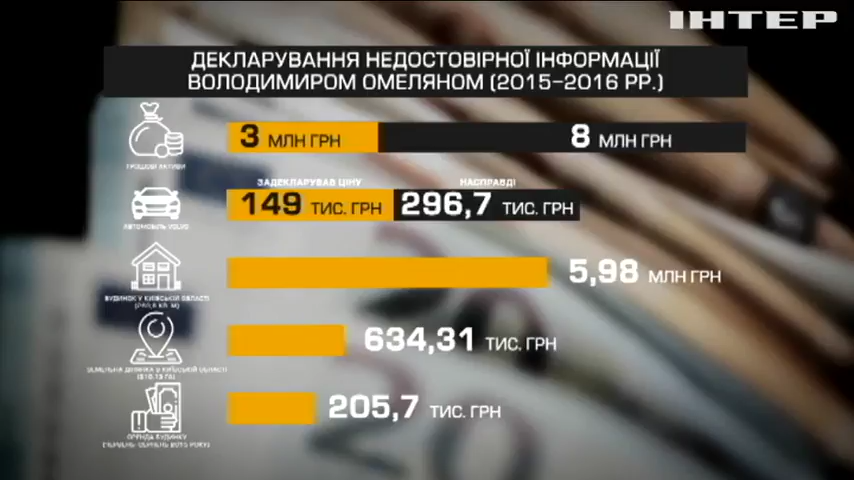 ІНТЕР
ДЕКЛАРУВАННЯ НЕДОСТОВІРНОЇ ІНФОРМАЦІЇ
ВОЛОДИМИРОМ ОМЕЛЯНОМ (2015–2016 РР.)
3 МЛН ГРН 8 МЛН ГРН
ГРОШОВІ АКТИВИ
ЗАДЕКЛАРУВАВ ЦІНУ НАСПРАВДІ
149 ТИС. ГРН 296,7 ТИС. ГРН
АВТОМОБІЛЬ VOLVO
5,98 МЛН ГРН
БУДИНОК У КИЇВСЬКІЙ ОБЛАСТІ
КВ. М)
634,31 ТИС. ГРН
ЗЕМЕЛЬНА ДІЛЯНКА В КИЇВСЬКІЙ ОБЛАСТІ
205,7 ТИС. ГРН
ОРЕНДА БУДИНКУ
РОКУ)